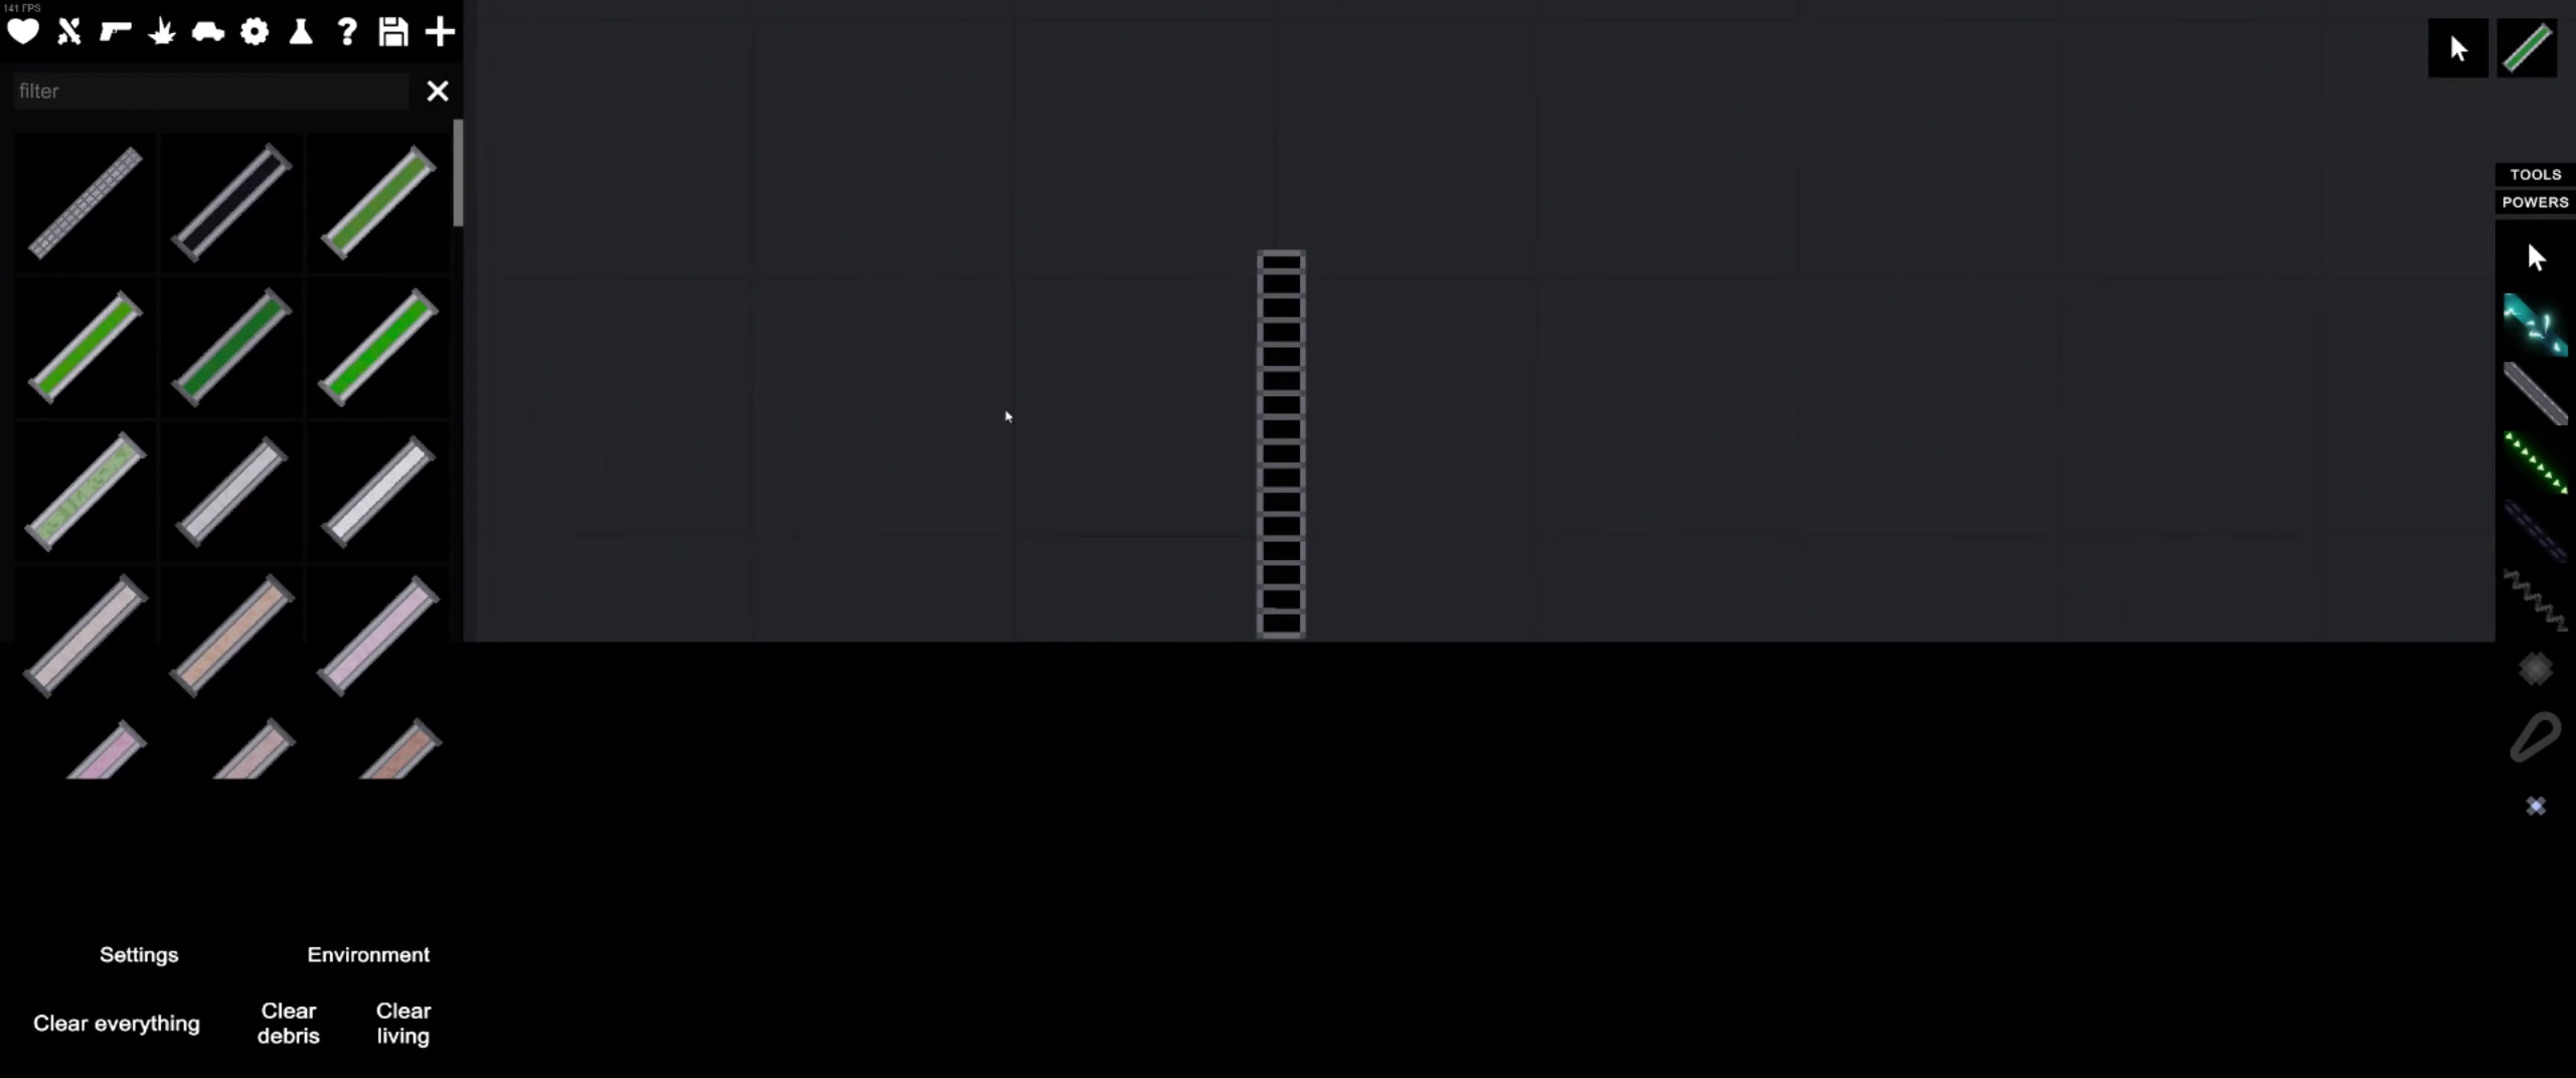 141 FPS
filter
TOOLS
POWERS
Settings
Environment
Clear everything
Clear
debris
Clear
living